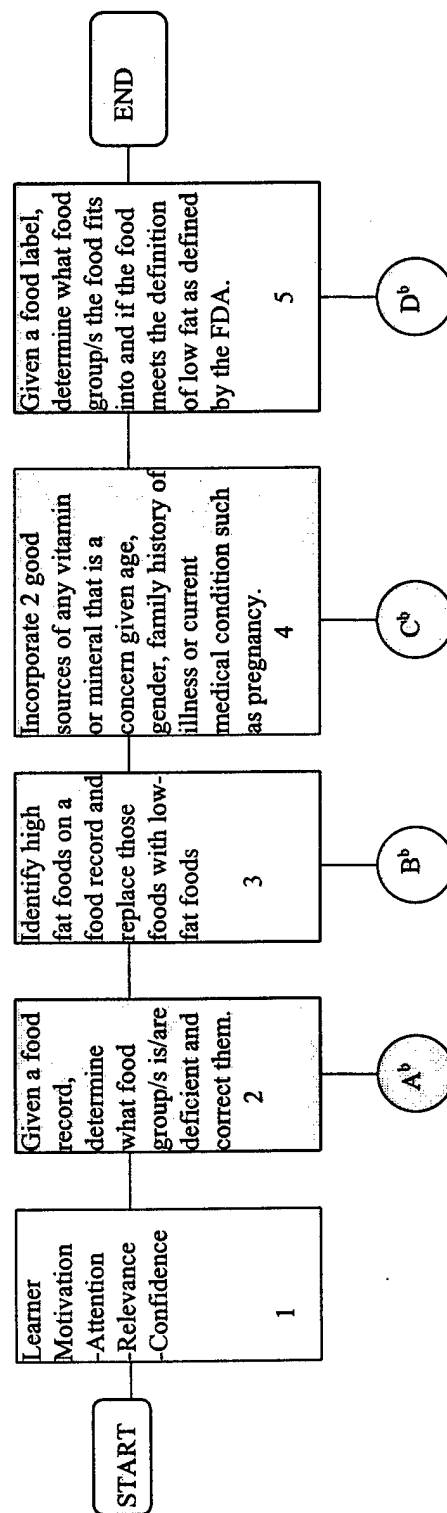 START
Learner
Motivation
-Attention
-Relevance
-Confidence
1
Given a food
record,
determine
what food
group/s is/are
deficient and
correct them.
2
A^b
Identify high
fat foods on a
food record and
replace those
foods with low-
fat foods
3
B^b
Incorporate 2 good
sources of any vitamin
or mineral that is a
concern given age,
gender, family history of
illness or current
medical condition such
as pregnancy.
4
C^b
Given a food label,
determine what food
group/s the food fits
into and if the food
meets the definition
of low fat as defined
by the FDA.
5
D^b
END